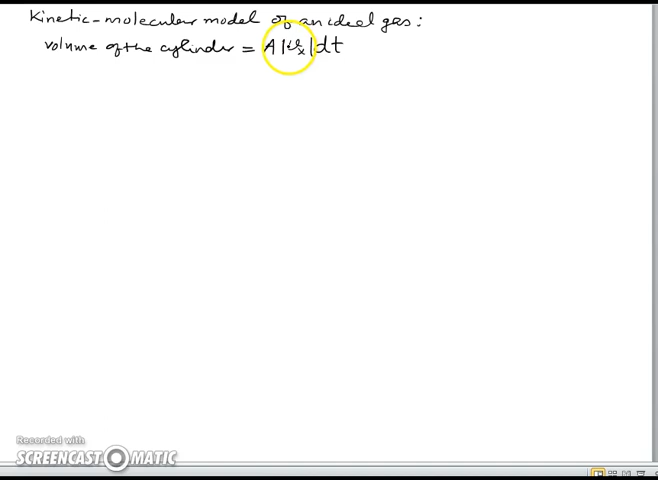 Kinetic-molecular model of an ideal gas:
volume of the cylinder = A|vₓ|dt
Recorded with
SCREENCAST-O-MATIC